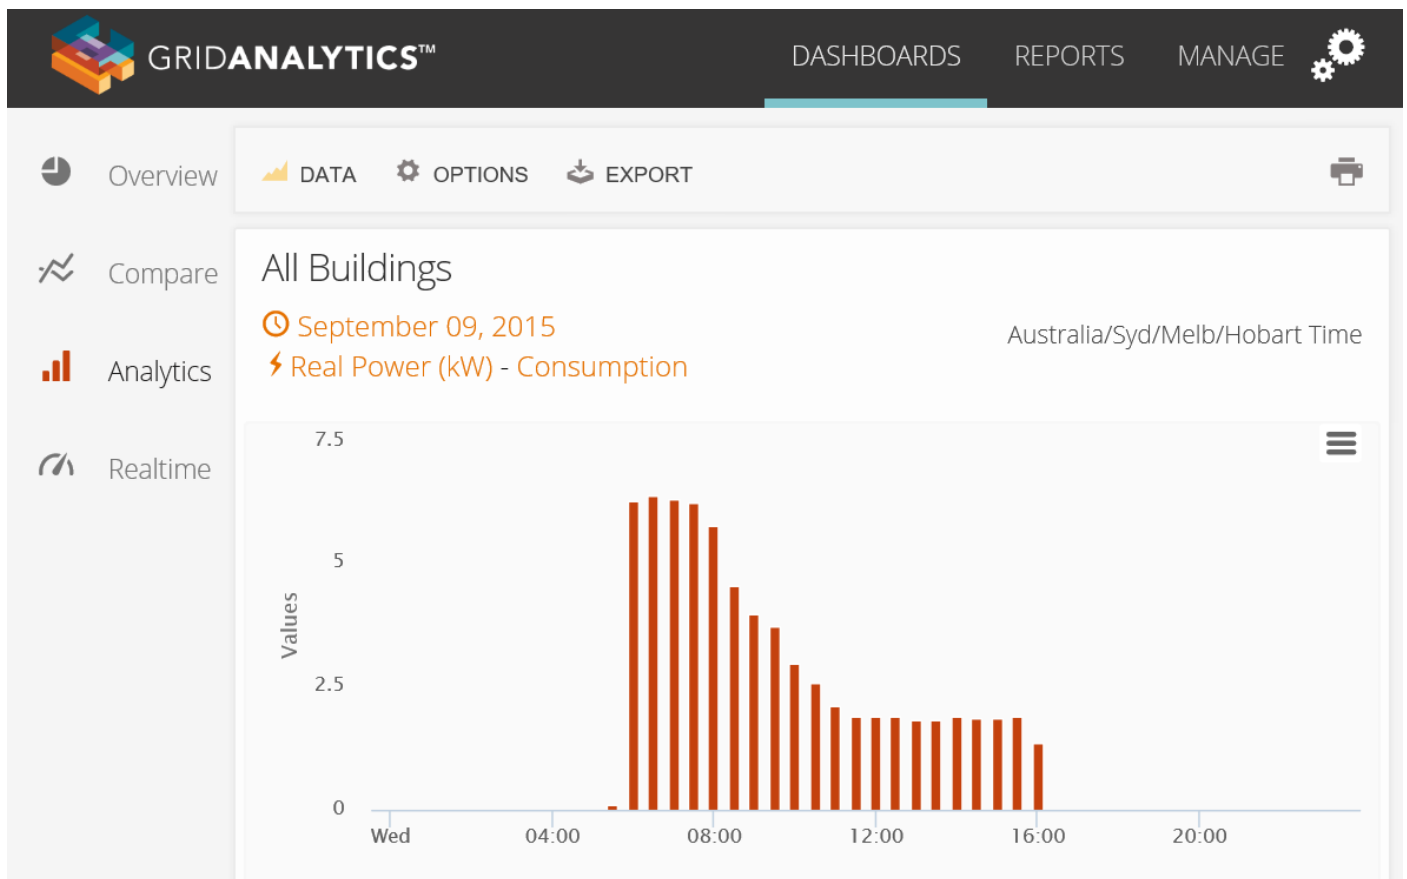 GRIDANALYTICS™
DASHBOARDS REPORTS MANAGE
Overview
Compare
Analytics
Realtime
DATA OPTIONS EXPORT
All Buildings
September 09, 2015
Real Power (kW) - Consumption
Australia/Syd/Melb/Hobart Time
Values
7.5
5
2.5
0
Wed 04:00 08:00 12:00 16:00 20:00